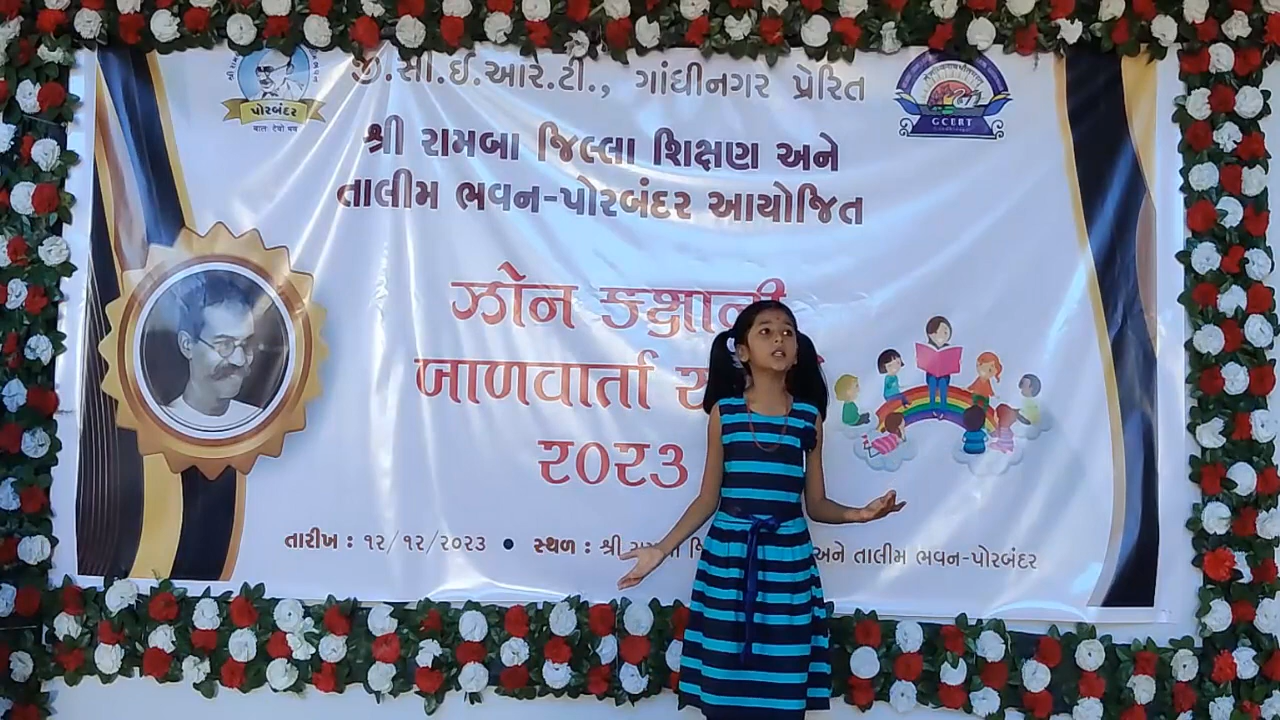 પોરબંદર
બાલ: દેવો ભવ
જી.સી.ઈ.આર.ટી., ગાંધીનગર પ્રેરિત
GCERT
શ્રી રામબા જિલ્લા શિક્ષણ અને
તાલીમ ભવન-પોરબંદર આયોજિત
ઝોન કક્ષાની
બાળવાર્તા
૨૦૨૩
તારીખ : ૧૨/૧૨/૨૦૨૩ • સ્થળ : શ્રી અને તાલીમ ભવન-પોરબંદર